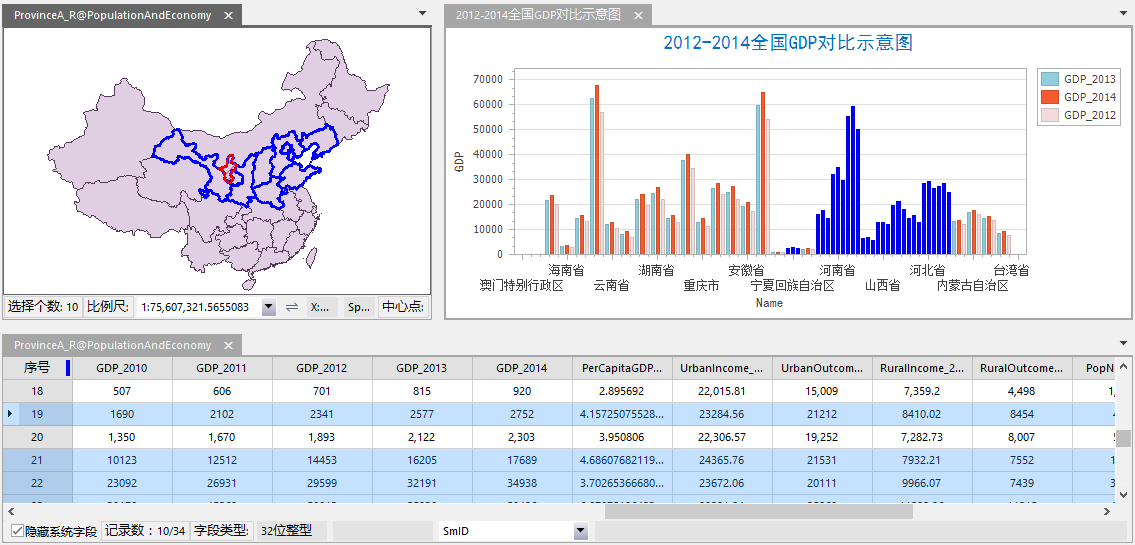 ProvinceA_R@PopulationAndEconomy
选择个数: 10 比例尺: 1:75,607,321.5655083 X:... Sp... 中心点:
2012-2014全国GDP对比示意图
2012-2014全国GDP对比示意图
GDP_2013
GDP_2014
GDP_2012
GDP
70000
60000
50000
40000
30000
20000
10000
0
海南省 湖南省 安徽省 河南省 河北省 台湾省
澳门特别行政区 云南省 重庆市 宁夏回族自治区 山西省 内蒙古自治区
Name
ProvinceA_R@PopulationAndEconomy
序号 GDP_2010 GDP_2011 GDP_2012 GDP_2013 GDP_2014 PerCapitaGDP... UrbanIncome_... UrbanOutcom... RuralIncome_2... RuralOutcome... PopN
18 507 606 701 815 920 2.895692 22,015.81 15,009 7,359.2 4,498 1,
19 1690 2102 2341 2577 2752 4.15725075528... 23284.56 21212 8410.02 8454
20 1,350 1,670 1,893 2,122 2,303 3.950806 22,306.57 19,252 7,282.73 8,007
21 10123 12512 14453 16205 17689 4.68607682119... 24365.76 21531 7932.21 7552 1
22 23092 26931 29599 32191 34938 3.70265366680... 23672.06 20111 9966.07 7439 3
隐藏系统字段 记录数：10/34 字段类型: 32位整型 SmID